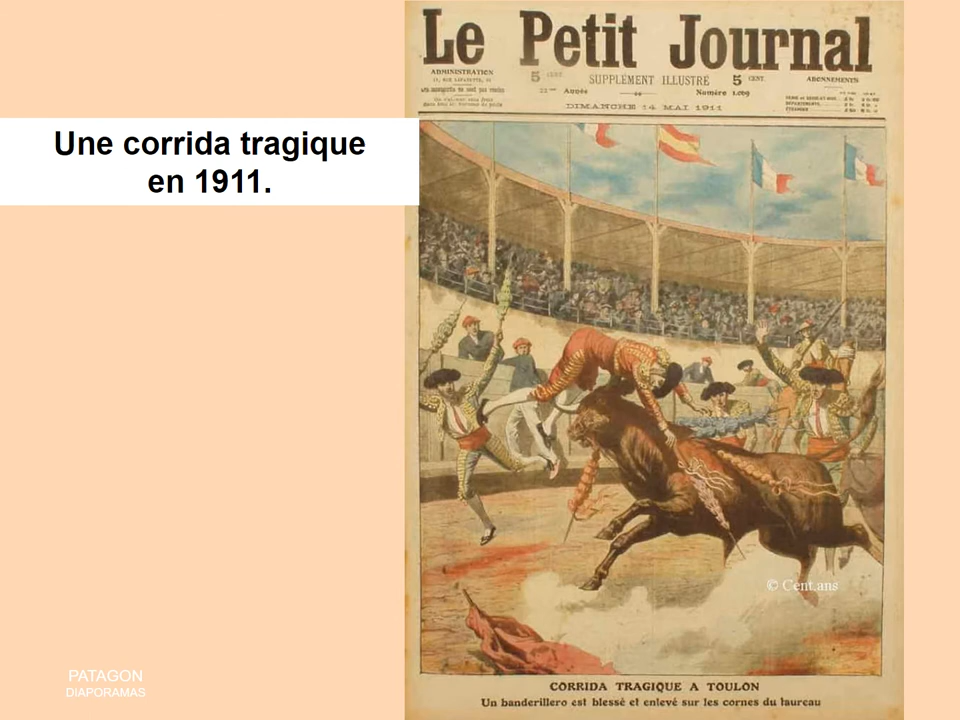 Une corrida tragique
en 1911.
PATAGON
DIAPORAMAS
Le Petit Journal
ADMINISTRATION
5 CENT.
SUPPLÉMENT ILLUSTRÉ
5 CENT.
ABONNEMENTS
22me Année
Numéro 1.069
DIMANCHE 14 MAI 1911
© Cent.ans
CORRIDA TRAGIQUE A TOULON
Un banderillero est blessé et enlevé sur les cornes du taureau